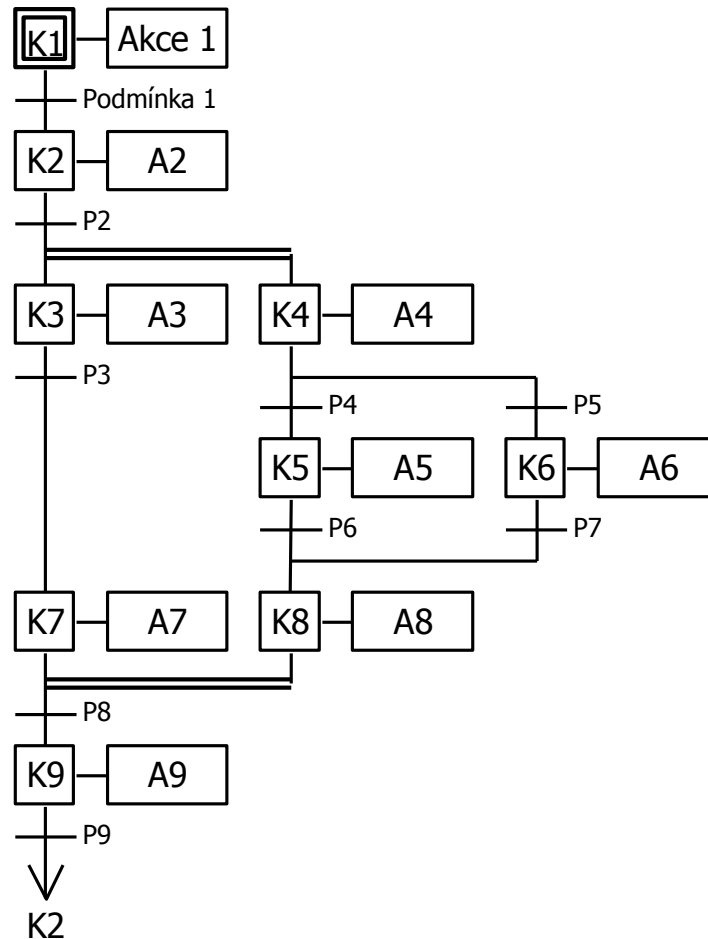 K1 Akce 1
Podmínka 1
K2 A2
P2
K3 A3 K4 A4
P3
P4 P5
K5 A5 K6 A6
P6 P7
K7 A7 K8 A8
P8
K9 A9
P9
K2